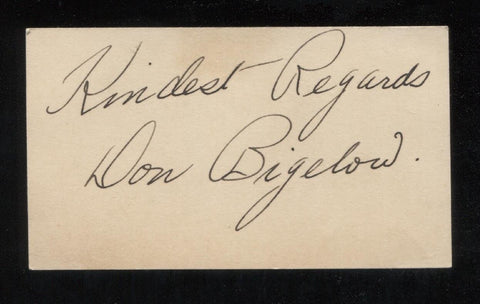 Kindest Regards
Don Bigelow.